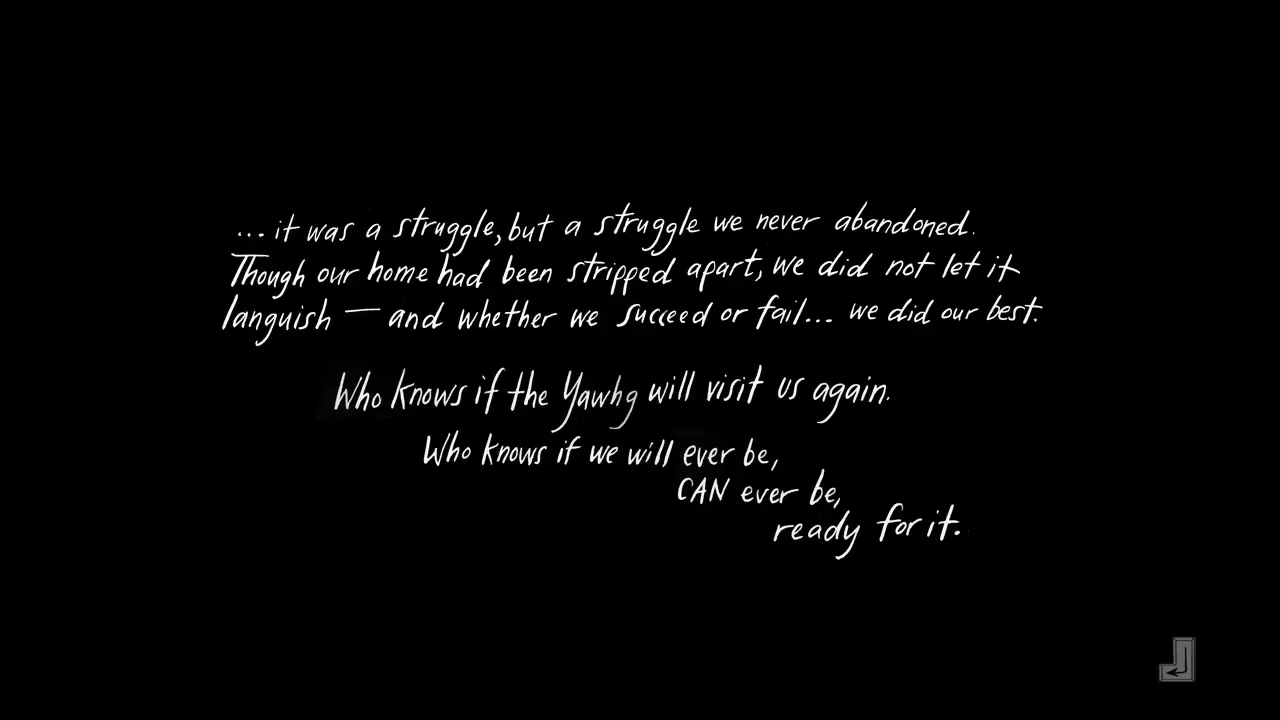 ...it was a struggle, but a struggle we never abandoned.
Though our home had been stripped apart, we did not let it
languish — and whether we succeed or fail... we did our best.
Who knows if the Yawhg will visit us again.
Who knows if we will ever be,
CAN ever be,
ready for it.